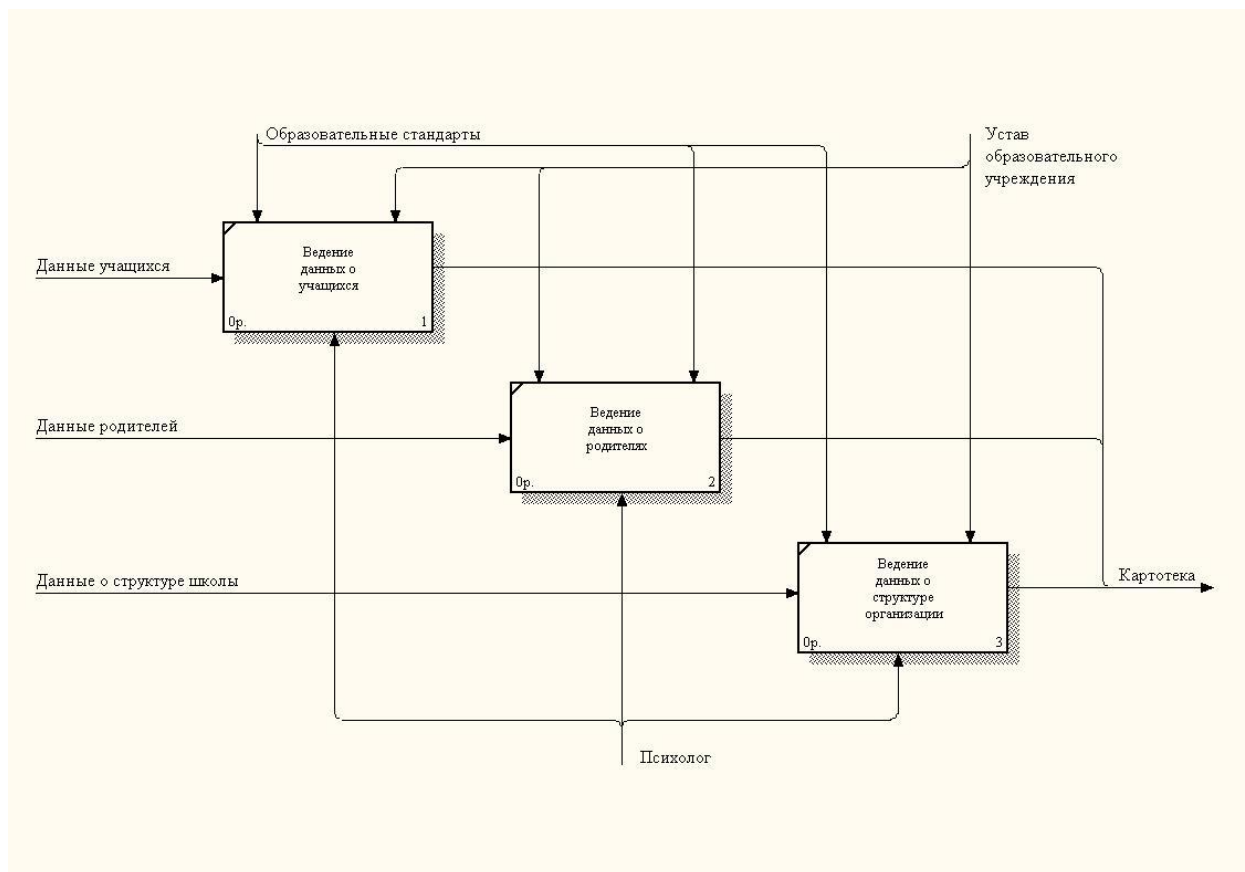 Образовательные стандарты
Устав
образовательного
учреждения
Данные учащихся
Ведение
данных о
учащихся
0р. 1
Данные родителей
Ведение
данных о
родителях
0р. 2
Данные о структуре школы
Ведение
данных о
структуре
организации
0р. 3
Картотека
Психолог